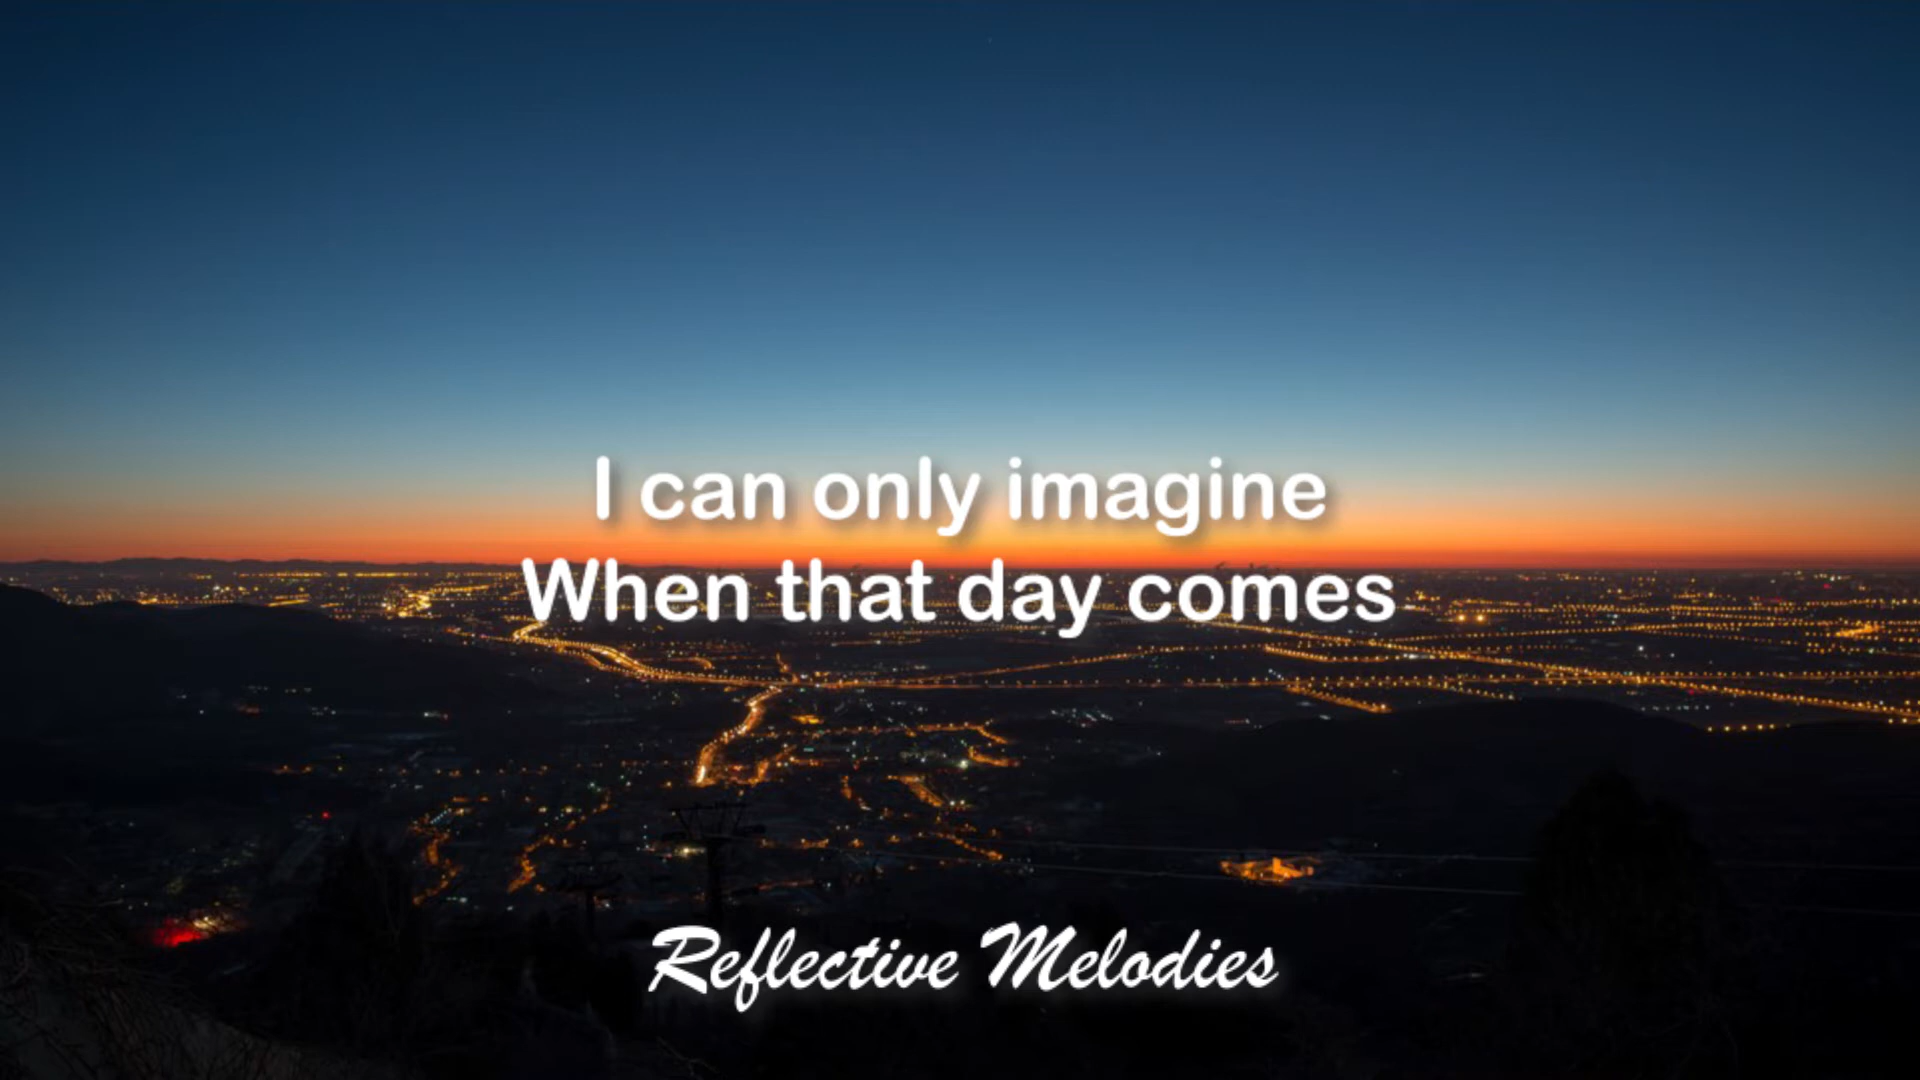 I can only imagine
When that day comes
Reflective Melodies